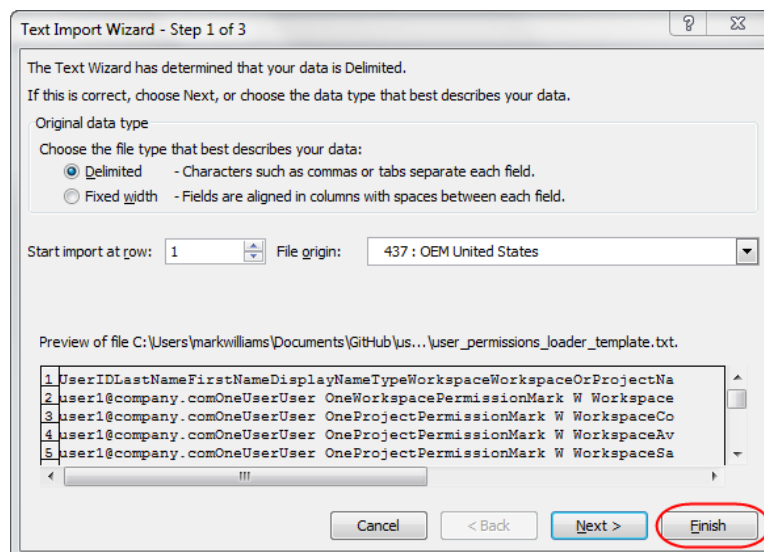 Text Import Wizard - Step 1 of 3
The Text Wizard has determined that your data is Delimited.
If this is correct, choose Next, or choose the data type that best describes your data.
Original data type
Choose the file type that best describes your data:
Delimited - Characters such as commas or tabs separate each field.
Fixed width - Fields are aligned in columns with spaces between each field.
Start import at row: 1 File origin: 437 : OEM United States
Preview of file C:\Users\markwilliams\Documents\GitHub\us...\user_permissions_loader_template.txt.
1 UserIDLastNameFirstNameDisplayNameTypeWorkspaceWorkspaceOrProjectNa
2 user1@company.comOneUserUser OneWorkspacePermissionMark W Workspace
3 user1@company.comOneUserUser OneProjectPermissionMark W WorkspaceCo
4 user1@company.comOneUserUser OneProjectPermissionMark W WorkspaceAv
5 user1@company.comOneUserUser OneProjectPermissionMark W WorkspaceSa
Cancel < Back Next > Finish